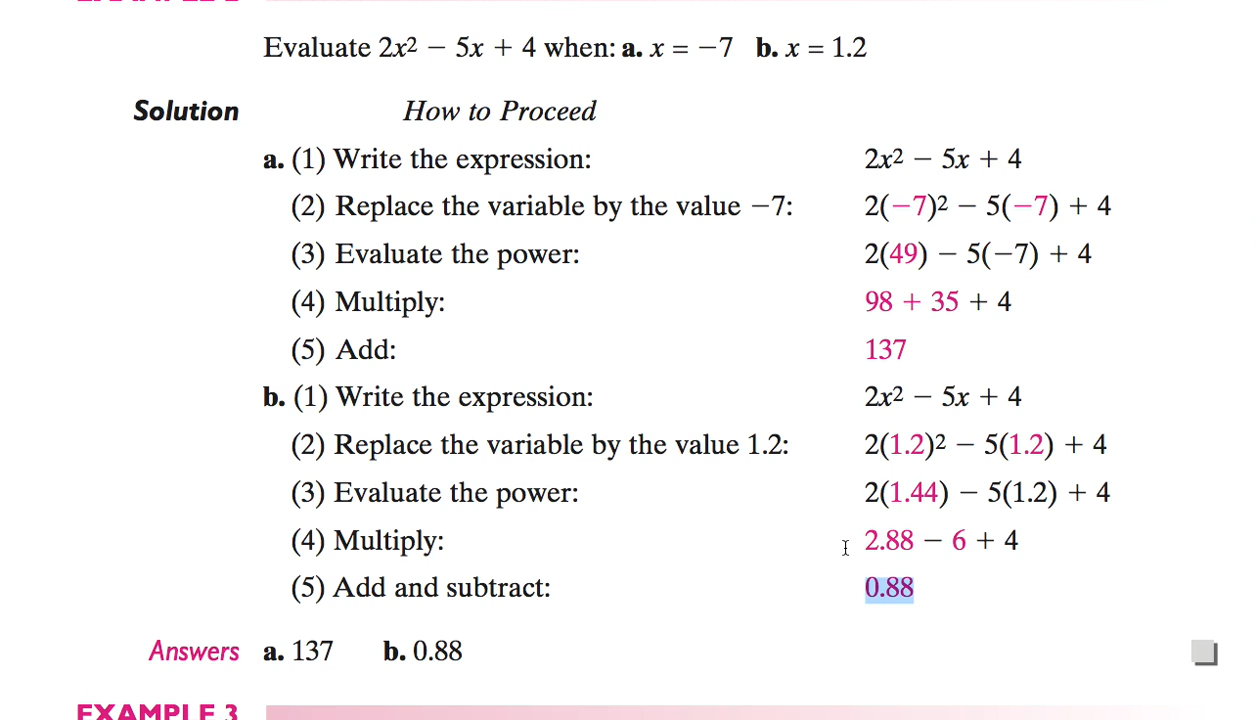 Evaluate 2x² − 5x + 4 when: a. x = −7 b. x = 1.2
Solution How to Proceed
a. (1) Write the expression: 2x² − 5x + 4
(2) Replace the variable by the value −7: 2(−7)² − 5(−7) + 4
(3) Evaluate the power: 2(49) − 5(−7) + 4
(4) Multiply: 98 + 35 + 4
(5) Add: 137
b. (1) Write the expression: 2x² − 5x + 4
(2) Replace the variable by the value 1.2: 2(1.2)² − 5(1.2) + 4
(3) Evaluate the power: 2(1.44) − 5(1.2) + 4
(4) Multiply: 2.88 − 6 + 4
(5) Add and subtract: 0.88
Answers a. 137 b. 0.88
EXAMPLE 3